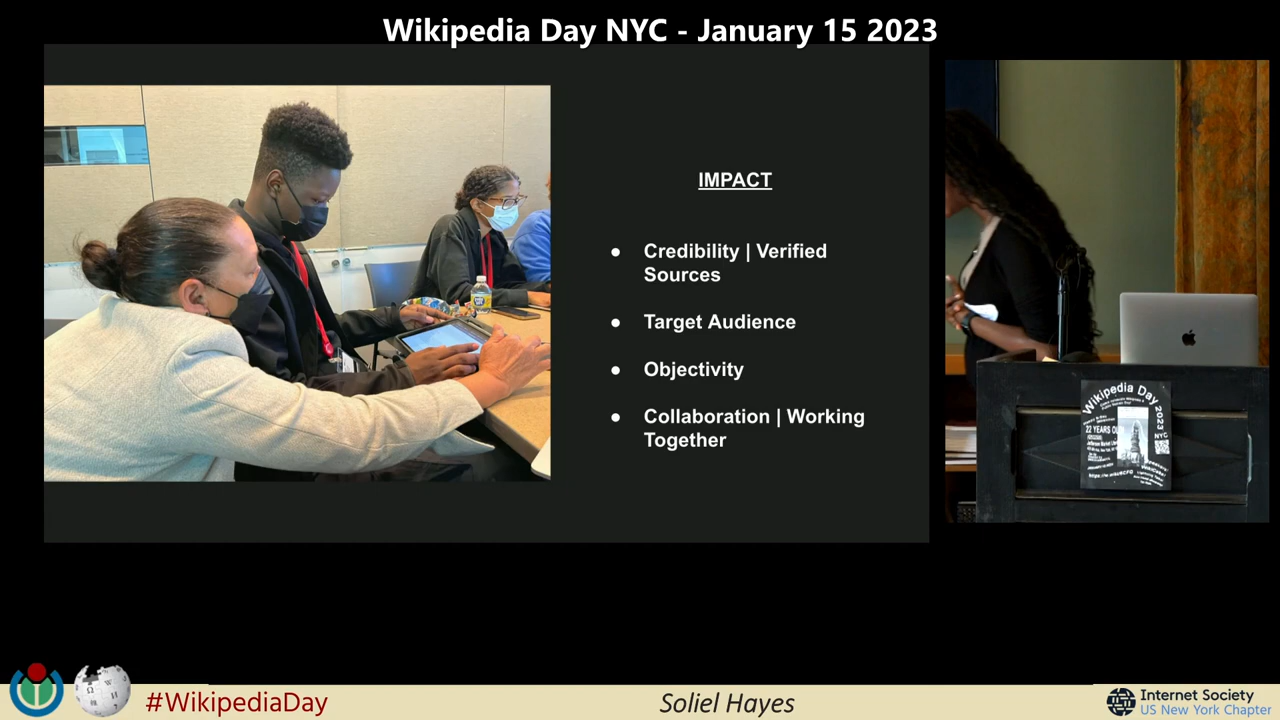 Wikipedia Day NYC - January 15 2023
IMPACT
● Credibility | Verified
Sources
● Target Audience
● Objectivity
● Collaboration | Working
Together
Wikipedia Day
2023
NYC
22 YEARS
#WikipediaDay
Soliel Hayes
Internet Society
US New York Chapter